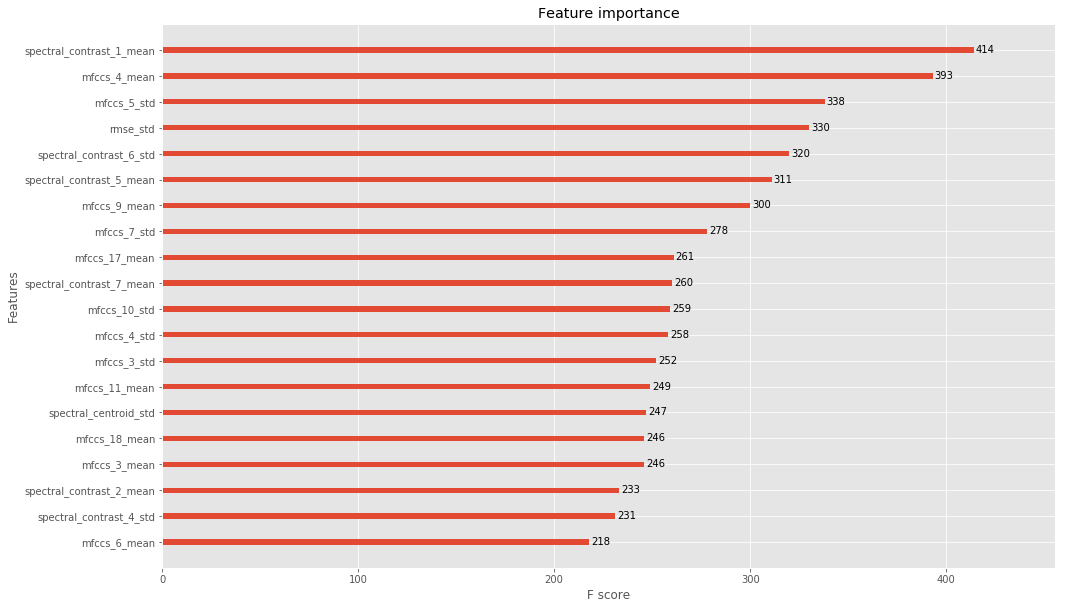 Feature importance
spectral_contrast_1_mean 414
mfccs_4_mean 393
mfccs_5_std 338
rmse_std 330
spectral_contrast_6_std 320
spectral_contrast_5_mean 311
mfccs_9_mean 300
mfccs_7_std 278
mfccs_17_mean 261
spectral_contrast_7_mean 260
mfccs_10_std 259
mfccs_4_std 258
mfccs_3_std 252
mfccs_11_mean 249
spectral_centroid_std 247
mfccs_18_mean 246
mfccs_3_mean 246
spectral_contrast_2_mean 233
spectral_contrast_4_std 231
mfccs_6_mean 218
Features
0 100 200 300 400
F score